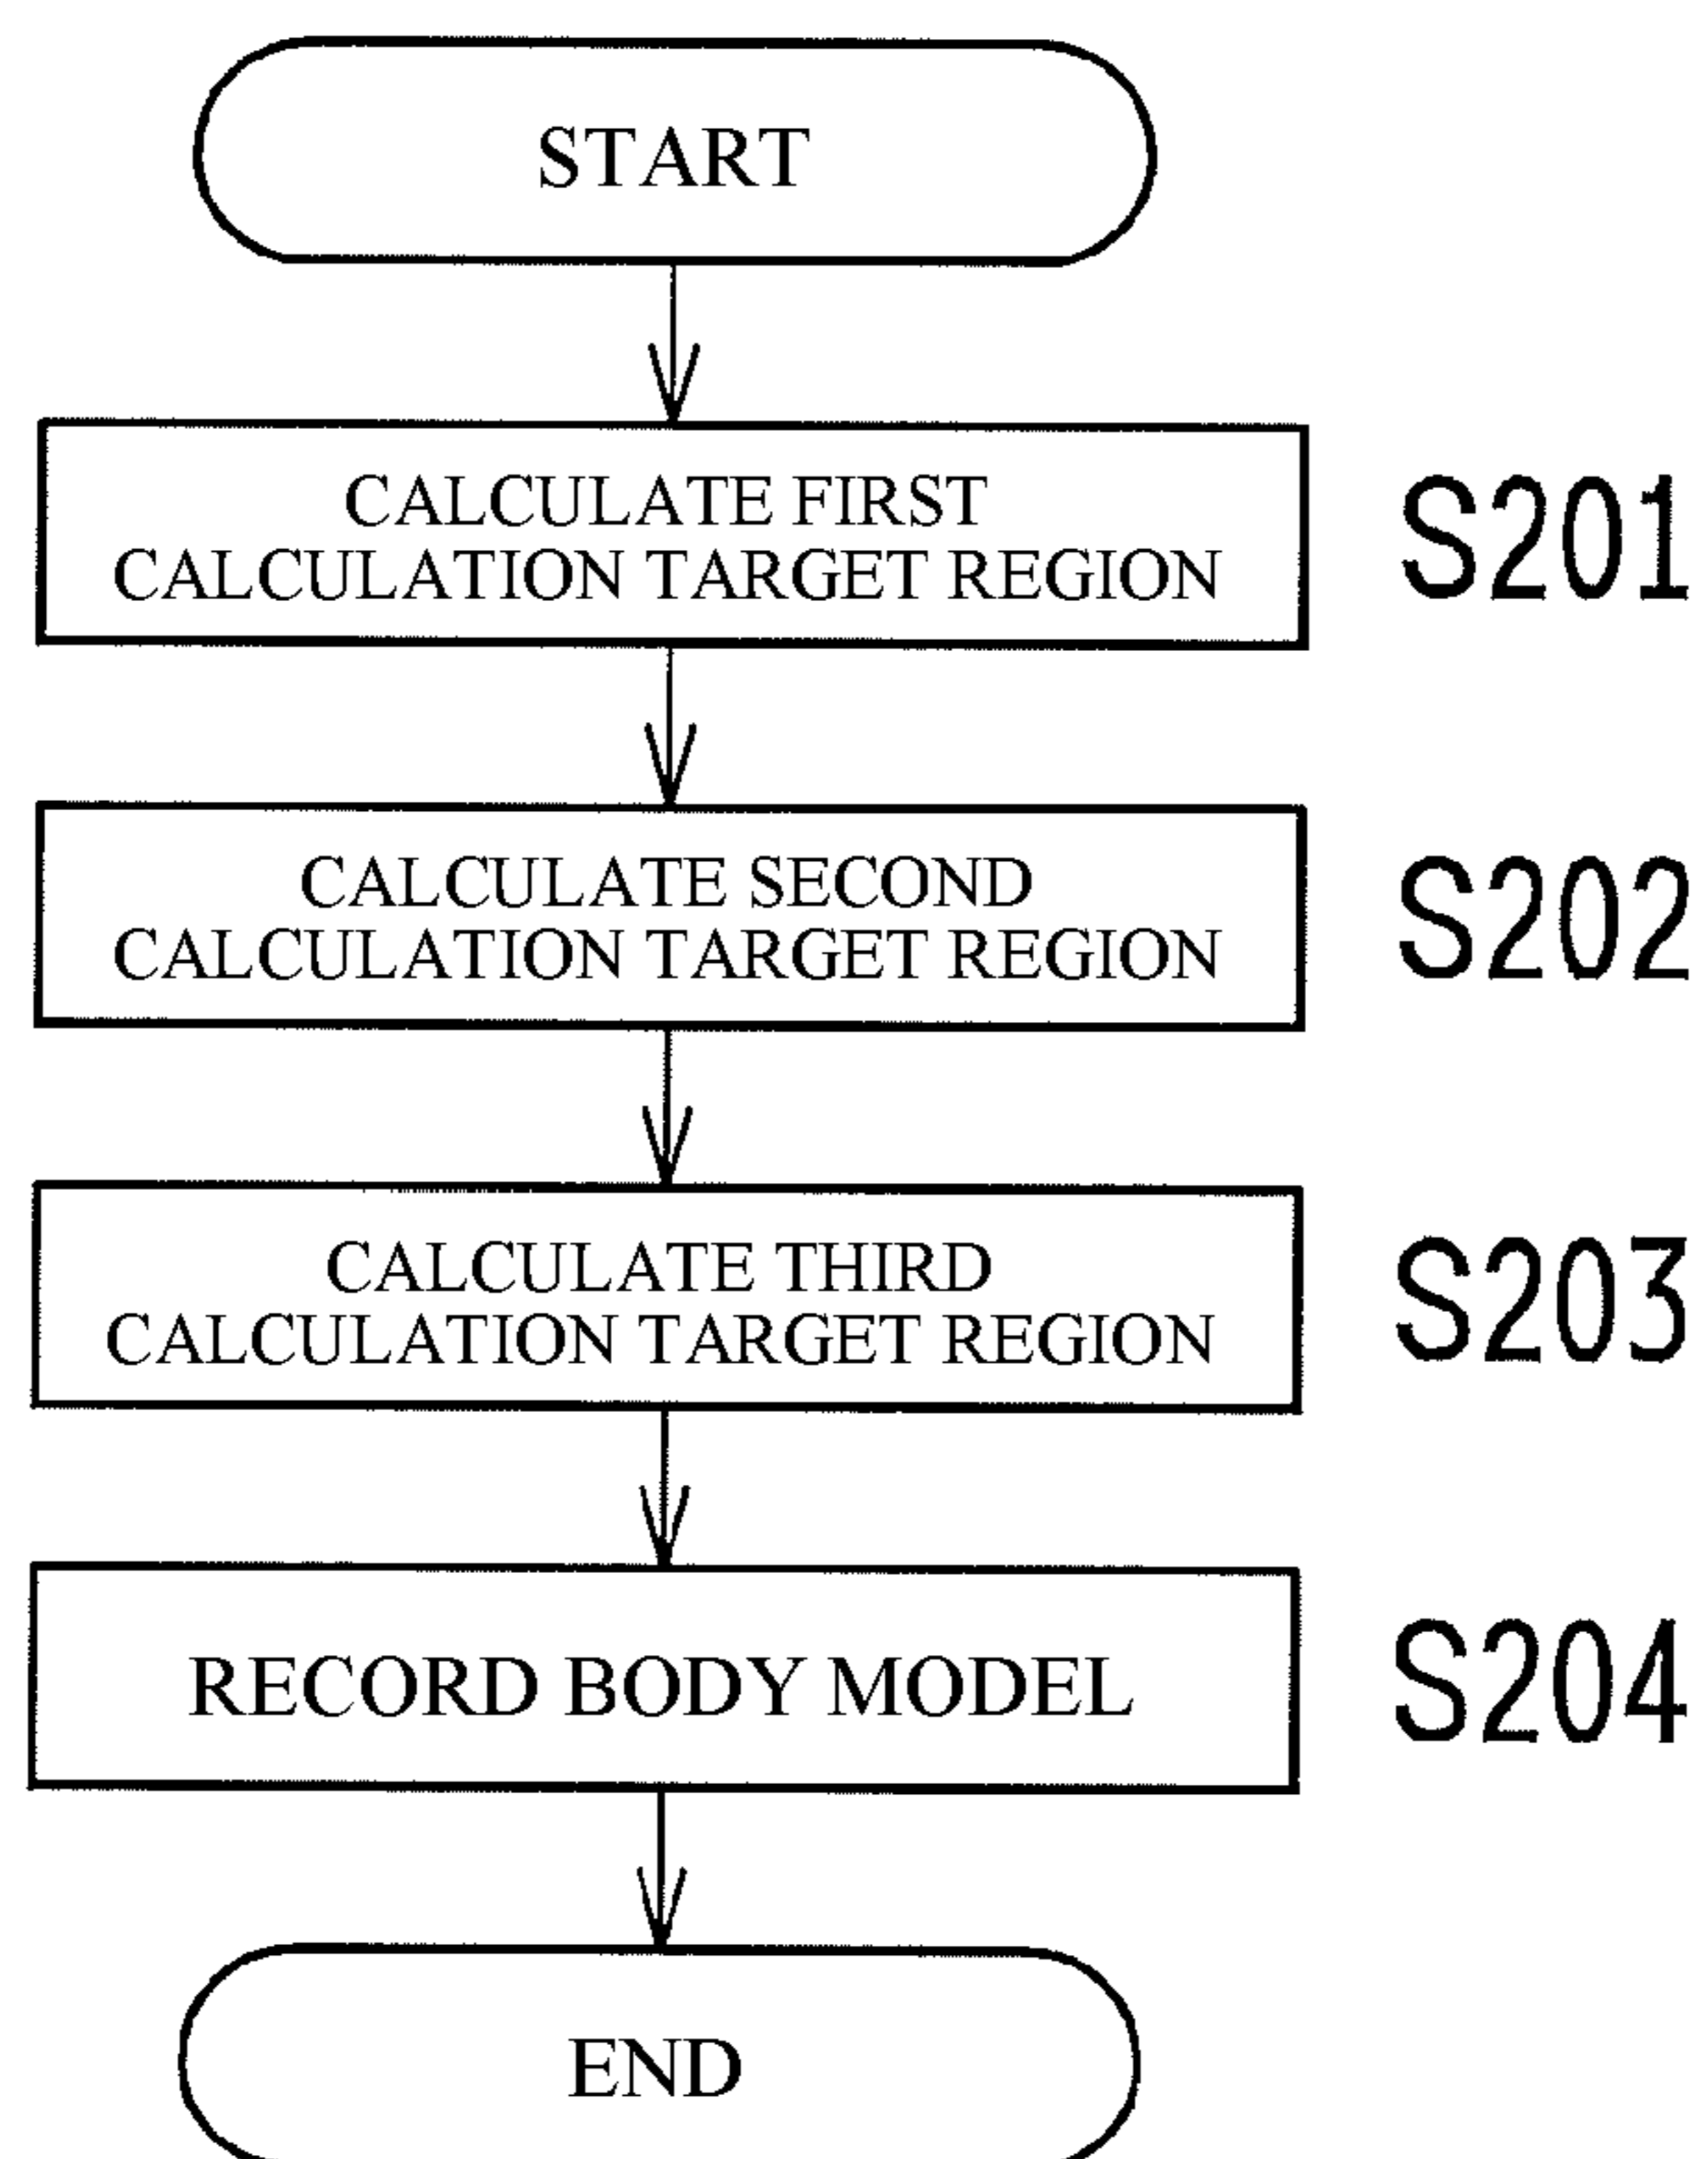 START
CALCULATE FIRST
CALCULATION TARGET REGION
S201
CALCULATE SECOND
CALCULATION TARGET REGION
S202
CALCULATE THIRD
CALCULATION TARGET REGION
S203
RECORD BODY MODEL
S204
END